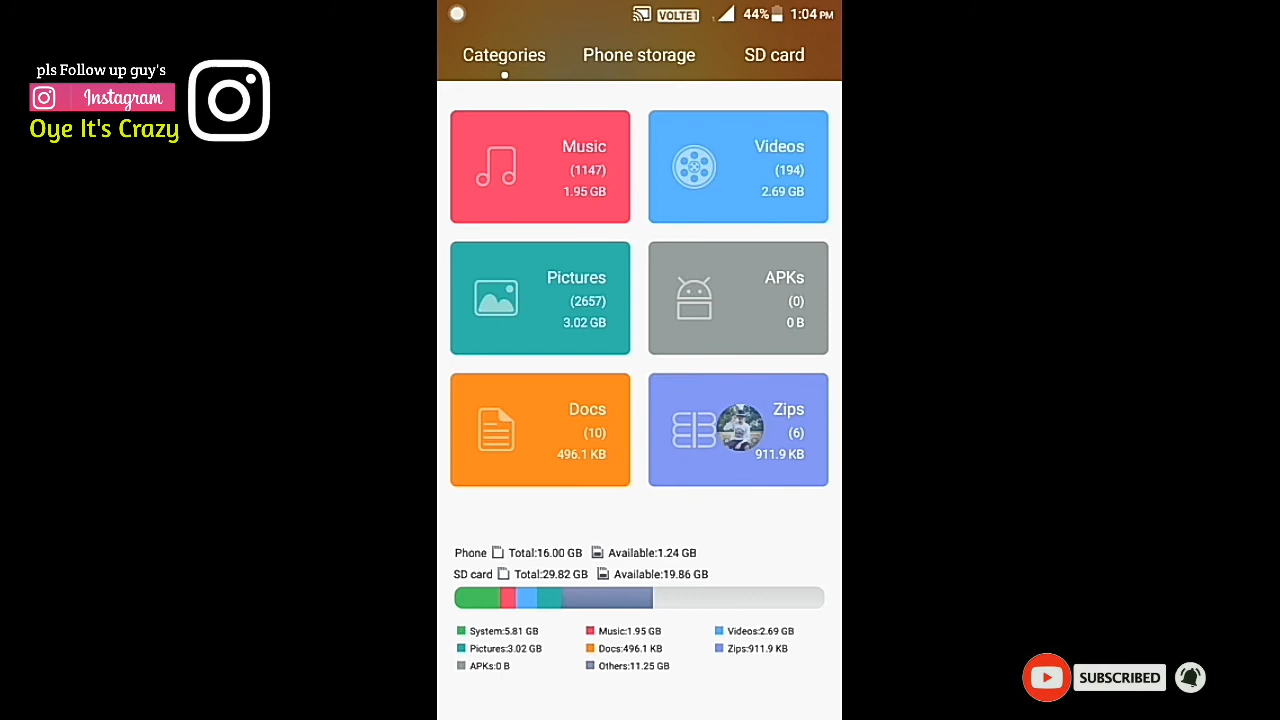 pls Follow up guy's
Instagram
Oye It's Crazy
VOLTE1 44% 1:04 PM
Categories Phone storage SD card
Music
(1147)
1.95 GB
Videos
(194)
2.69 GB
Pictures
(2657)
3.02 GB
APKs
(0)
0 B
Docs
(10)
496.1 KB
Zips
(6)
911.9 KB
Phone Total:16.00 GB Available:1.24 GB
SD card Total:29.82 GB Available:19.86 GB
System:5.81 GB Music:1.95 GB Videos:2.69 GB
Pictures:3.02 GB Docs:496.1 KB Zips:911.9 KB
APKs:0 B Others:11.25 GB
SUBSCRIBED